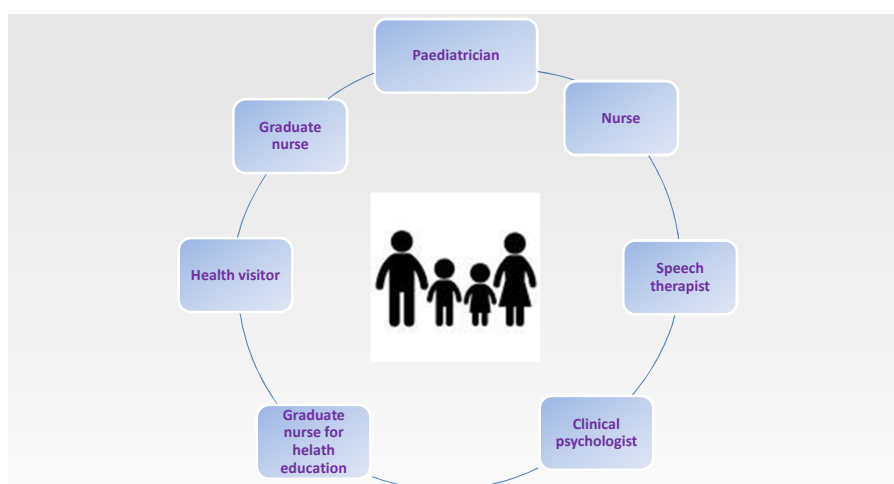 Paediatrician
Nurse
Speech
therapist
Clinical
psychologist
Graduate
nurse for
helath
education
Health visitor
Graduate
nurse